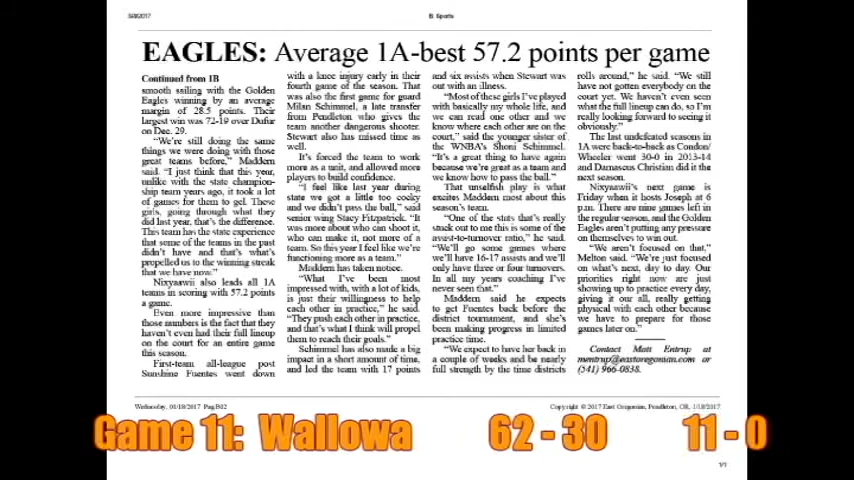 5/8/2017
B: Sports
EAGLES: Average 1A-best 57.2 points per game
Continued from 1B
smooth sailing with the Golden
Eagles winning by an average
margin of 28.5 points. Their
largest win was 72-19 over Dufur
on Dec. 29.
“We’re still doing the same
things we were doing with those
great teams before,” Maddern
said. “I just think that this year,
unlike with the state champion-
ship team years ago, it took a lot
of games for them to gel. These
girls, going through what they
did last year, that’s the difference.
This team has the state experience
that some of the teams in the past
didn’t have and that’s what’s
propelled us to the winning streak
that we have now.”
Nixyaawii also leads all 1A
teams in scoring with 57.2 points
a game.
Even more impressive than
those numbers is the fact that they
haven’t even had their full lineup
on the court for an entire game
this season.
First-team all-league post
Sunshine Fuentes went down
with a knee injury early in their
fourth game of the season. That
was also the first game for guard
Milan Schimmel, a late transfer
from Pendleton who gives the
team another dangerous shooter.
Stewart also has missed time as
well.
It’s forced the team to work
more as a unit, and allowed more
players to build confidence.
“I feel like last year during
state we got a little too cocky
and we didn’t pass the ball,” said
senior wing Stacy Fitzpatrick. “It
was more about who can shoot it,
who can make it, not more of a
team. So this year I feel like we’re
functioning more as a team.”
Maddern has taken notice.
“What I’ve been most
impressed with, with a lot of kids,
is just their willingness to help
each other in practice,” he said.
“They push each other in practice,
and that’s what I think will propel
them to reach their goals.”
Schimmel has also made a big
impact in a short amount of time,
and led the team with 17 points
and six assists when Stewart was
out with an illness.
“Most of these girls I’ve played
with basically my whole life, and
we can read one other and we
know where each other are on the
court,” said the younger sister of
the WNBA’s Shoni Schimmel.
“It’s a great thing to have again
because we’re great as a team and
we know how to pass the ball.”
That unselfish play is what
excites Maddern most about this
season’s team.
“One of the stats that’s really
stuck out to me this is some of the
assist-to-turnover ratio,” he said.
“We’ll go some games where
we’ll have 16-17 assists and we’ll
only have three or four turnovers.
In all my years coaching I’ve
never seen that.”
Maddern said he expects
to get Fuentes back before the
district tournament, and she’s
been making progress in limited
practice time.
“We expect to have her back in
a couple of weeks and be nearly
full strength by the time districts
rolls around,” he said. “We still
have not gotten everybody on the
court yet. We haven’t even seen
what the full lineup can do, so I’m
really looking forward to seeing it
obviously.”
The last undefeated seasons in
1A were back-to-back as Condon/
Wheeler went 30-0 in 2013-14
and Damascus Christian did it the
next season.
Nixyaawii’s next game is
Friday when it hosts Joseph at 6
p.m. There are nine games left in
the regular season, and the Golden
Eagles aren’t putting any pressure
on themselves to win out.
“We aren’t focused on that,”
Melton said. “We’re just focused
on what’s next, day to day. Our
priorities right now are just
showing up to practice every day,
giving it our all, really getting
physical with each other because
we have to prepare for those
games later on.”
Contact Matt Entrup at
mentrup@eastoregonian.com or
(541) 966-0838.
Wednesday, 01/18/2017 Pag.B02
Copyright © 2017 East Oregonian, Pendleton, OR, 1/18/2017
Game 11: Wallowa 62 - 30 11 - 0
1/1